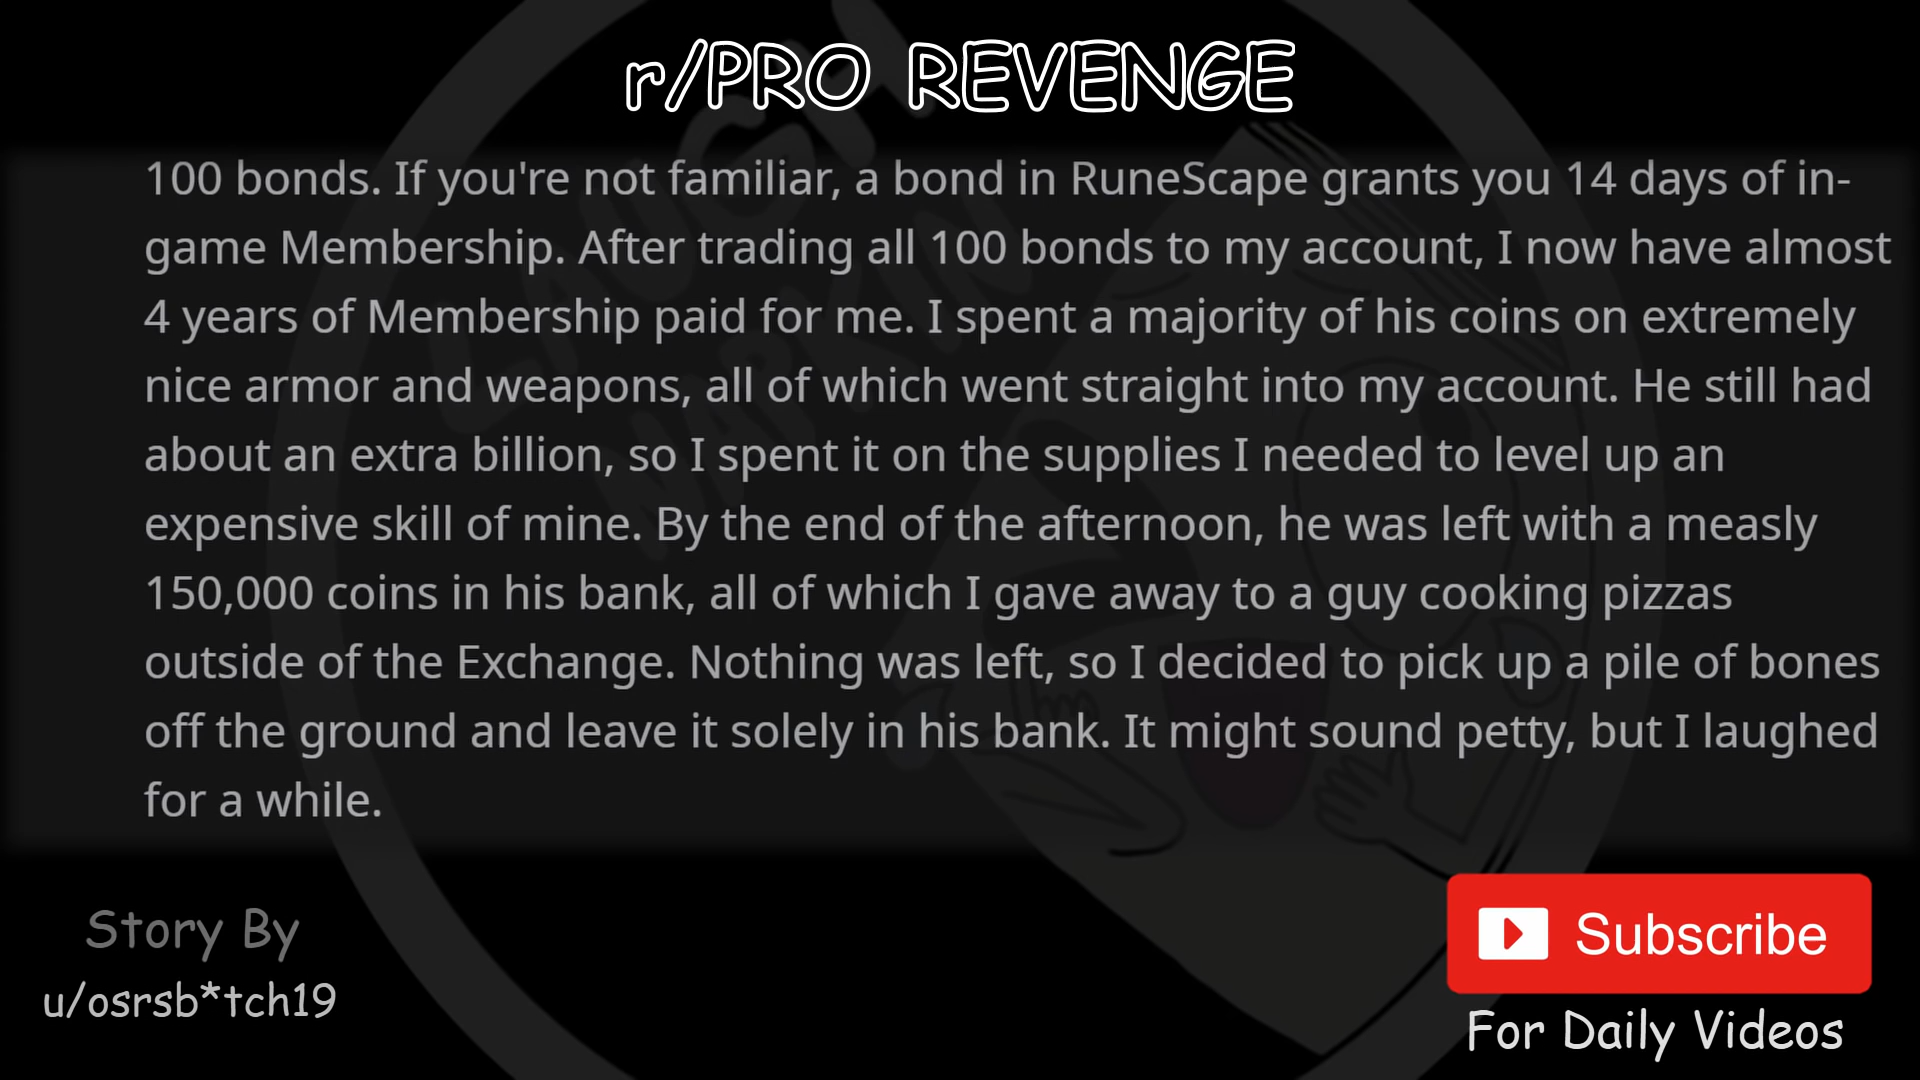 r/PRO REVENGE
100 bonds. If you're not familiar, a bond in RuneScape grants you 14 days of in-
game Membership. After trading all 100 bonds to my account, I now have almost
4 years of Membership paid for me. I spent a majority of his coins on extremely
nice armor and weapons, all of which went straight into my account. He still had
about an extra billion, so I spent it on the supplies I needed to level up an
expensive skill of mine. By the end of the afternoon, he was left with a measly
150,000 coins in his bank, all of which I gave away to a guy cooking pizzas
outside of the Exchange. Nothing was left, so I decided to pick up a pile of bones
off the ground and leave it solely in his bank. It might sound petty, but I laughed
for a while.
LAUGH
NAPKIN
Story By
u/osrsb*tch19
Subscribe
For Daily Videos